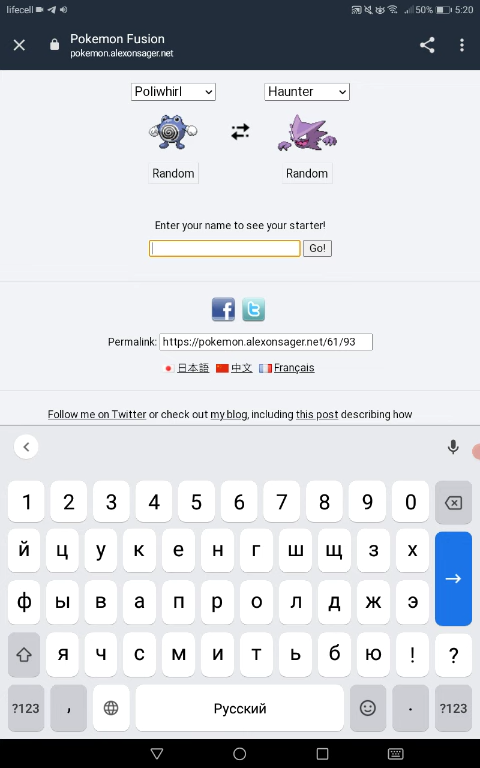 lifecell 50% 5:20
Pokemon Fusion
pokemon.alexonsager.net
Poliwhirl Haunter
Random Random
Enter your name to see your starter!
Go!
Permalink: https://pokemon.alexonsager.net/61/93
日本語 中文 Français
Follow me on Twitter or check out my blog, including this post describing how
1 2 3 4 5 6 7 8 9 0
й ц у к е н г ш щ з х
ф ы в а п р о л д ж э
я ч с м и т ь б ю ! ?
?123 , Русский . ?123